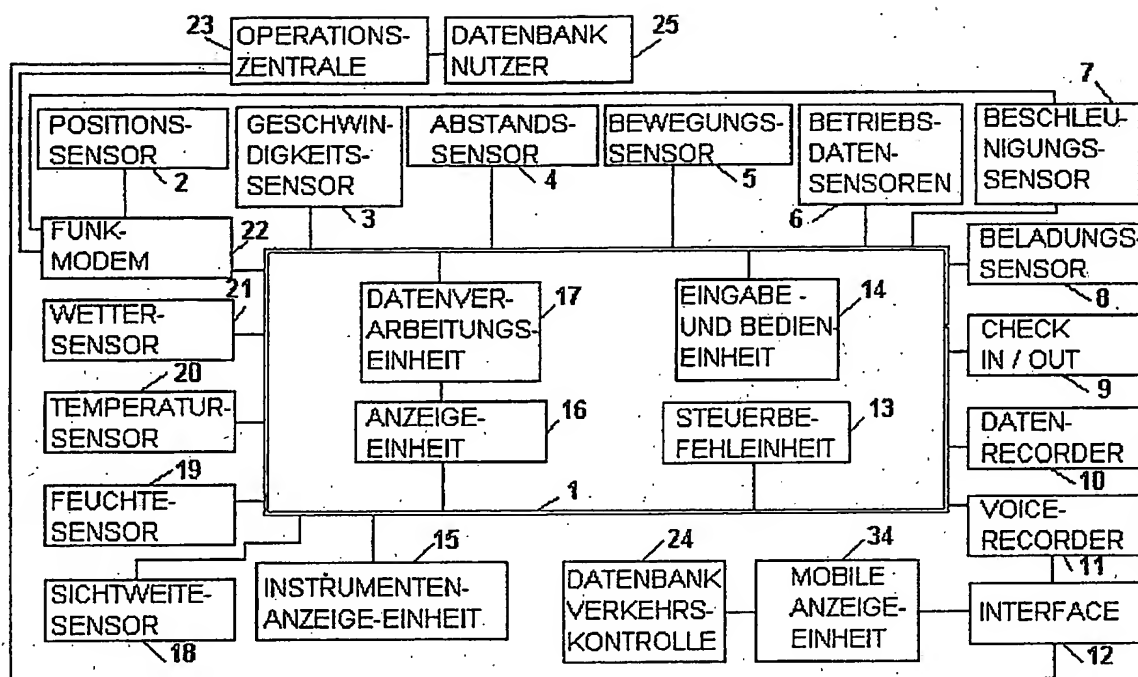 23
OPERATIONS-
ZENTRALE
DATENBANK
NUTZER
25
7
POSITIONS-
SENSOR
2
GESCHWIN-
DIGKEITS-
SENSOR
3
ABSTANDS-
SENSOR
4
BEWEGUNGS-
SENSOR
5
BETRIEBS-
DATEN-
SENSOREN
6
BESCHLEU-
NIGUNGS-
SENSOR
FUNK-
MODEM
22
BELADUNGS-
SENSOR
8
21
WETTER-
SENSOR
DATENVER-
ARBEITUNGS-
EINHEIT
17
EINGABE -
UND BEDIEN-
EINHEIT
14
CHECK
IN / OUT
9
20
TEMPERATUR-
SENSOR
ANZEIGE-
EINHEIT
16
STEUERBE-
FEHLEINHEIT
13
DATEN-
RECORDER
10
19
FEUCHTE-
SENSOR
1
VOICE-
RECORDER
11
SICHTWEITE-
SENSOR
18
15
INSTRUMENTEN-
ANZEIGE-EINHEIT
24
DATENBANK
VERKEHRS-
KONTROLLE
34
MOBILE
ANZEIGE-
EINHEIT
INTERFACE
12